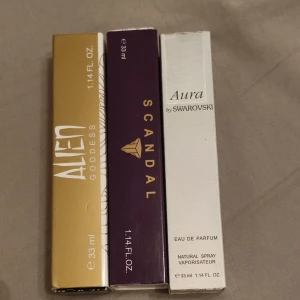 ALIEN
GODDESS
℮ 33 ml
1.14 FL. OZ.
℮ 33 ml
SCANDAL
1.14 FL.OZ.
Aura
by SWAROVSKI
EAU DE PARFUM
NATURAL SPRAY
VAPORISATEUR
℮ 33 ml 1.14 FL. OZ